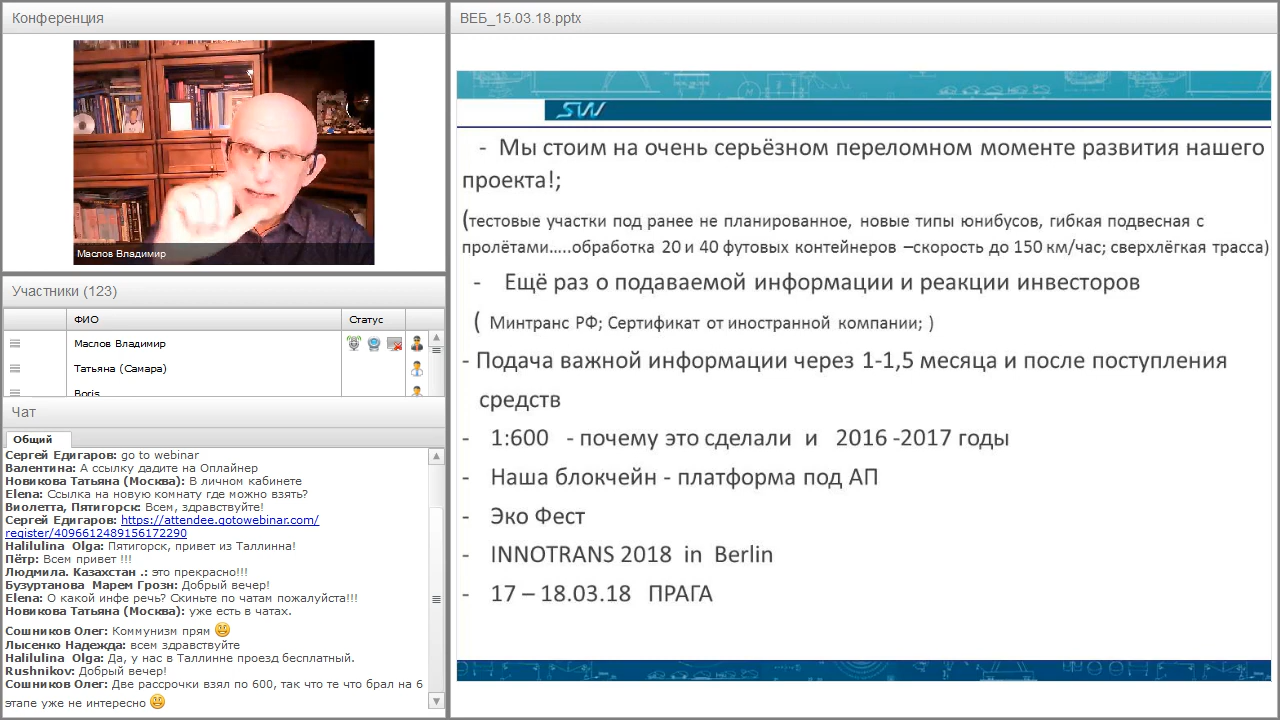 Конференция
Маслов Владимир
Участники (123)
ФИО
Статус
Маслов Владимир
Татьяна (Самара)
Boris
Чат
Общий
Сергей Едигаров: go to webinar
Валентина: А ссылку дадите на Оплайнер
Новикова Татьяна (Москва): В личном кабинете
Elena: Ссылка на новую комнату где можно взять?
Виолетта, Пятигорск: Всем, здравствуйте!
Сергей Едигаров: https://attendee.gotowebinar.com/
register/4096612489156172290
Halilulina Olga: Пятигорск, привет из Таллинна!
Пётр: Всем привет !!!
Людмила. Казахстан .: это прекрасно!!!
Бузуртанова Марем Грозн: Добрый вечер!
Elena: О какой инфе речь? Скиньте по чатам пожалуйста!!!
Новикова Татьяна (Москва): уже есть в чатах.
Сошников Олег: Коммунизм прям
Лысенко Надежда: всем здравствуйте
Halilulina Olga: Да, у нас в Таллинне проезд бесплатный.
Rushnikov: Добрый вечер!
Сошников Олег: Две рассрочки взял по 600, так что те что брал на 6
этапе уже не интересно
ВЕБ_15.03.18.pptx
SW
- Мы стоим на очень серьёзном переломном моменте развития нашего
проекта!;
(тестовые участки под ранее не планированное, новые типы юнибусов, гибкая подвесная с
пролётами.....обработка 20 и 40 футовых контейнеров –скорость до 150 км/час; сверхлёгкая трасса)
- Ещё раз о подаваемой информации и реакции инвесторов
( Минтранс РФ; Сертификат от иностранной компании; )
- Подача важной информации через 1-1,5 месяца и после поступления
средств
- 1:600 - почему это сделали и 2016 -2017 годы
- Наша блокчейн - платформа под АП
- Эко Фест
- INNOTRANS 2018 in Berlin
- 17 – 18.03.18 ПРАГА